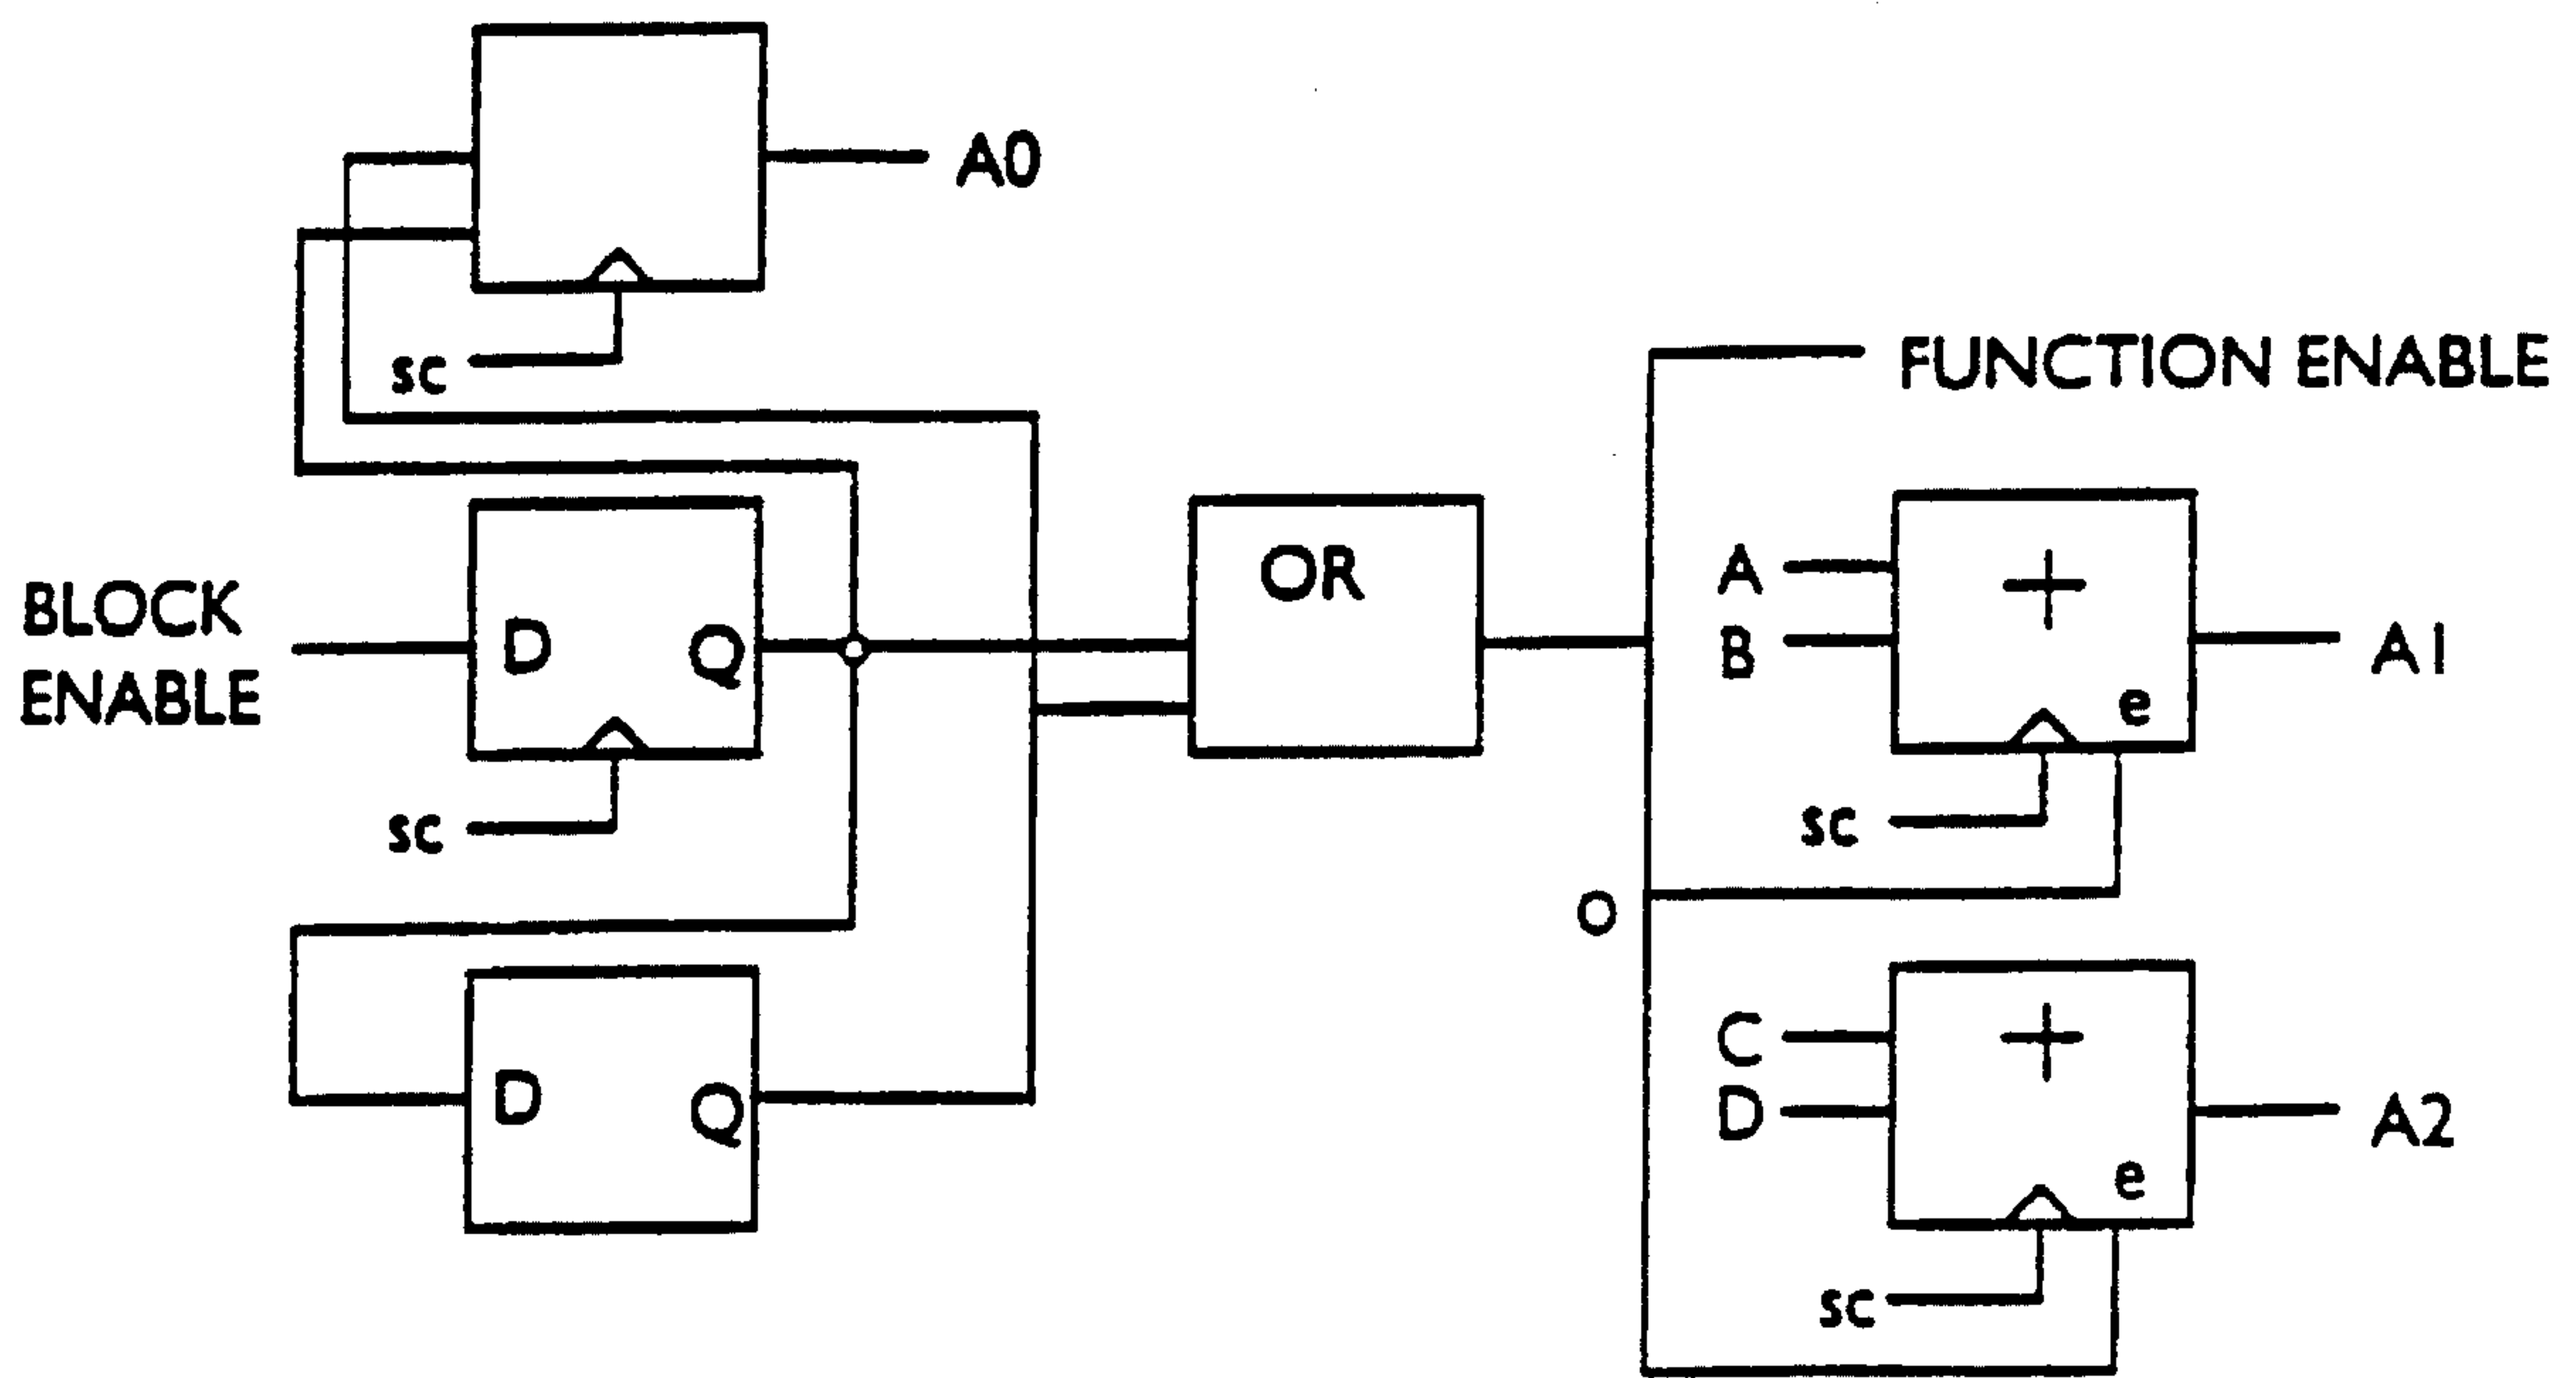 A0
sc
FUNCTION ENABLE
BLOCK
ENABLE
D Q
sc
OR
A
B
+
e
A1
sc
O
D Q
C
D
+
e
A2
sc